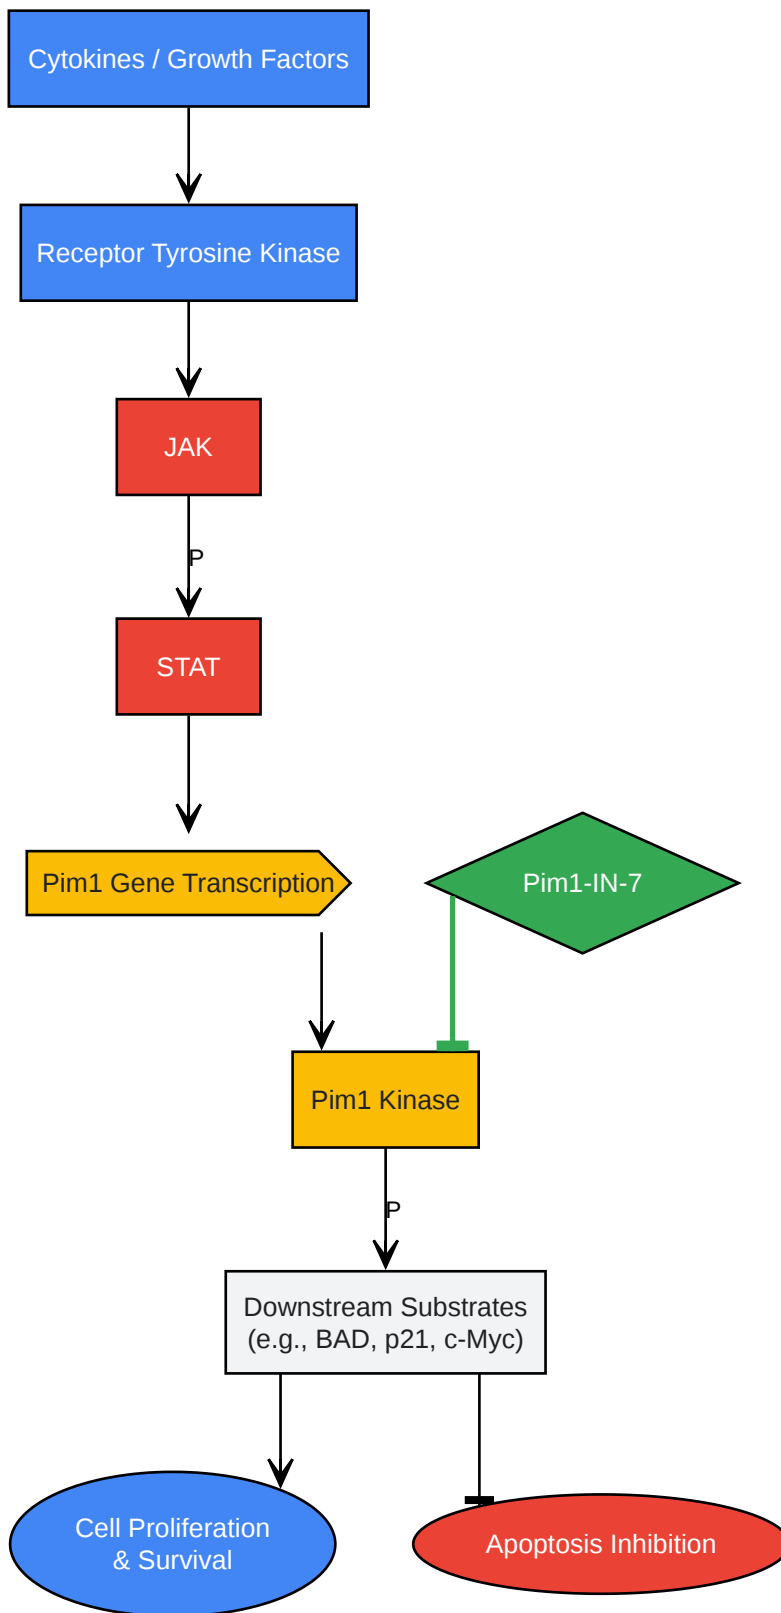 Cytokines / Growth Factors
Receptor Tyrosine Kinase
JAK
P
STAT
Pim1 Gene Transcription
Pim1-IN-7
Pim1 Kinase
P
Downstream Substrates
(e.g., BAD, p21, c-Myc)
Cell Proliferation
& Survival
Apoptosis Inhibition